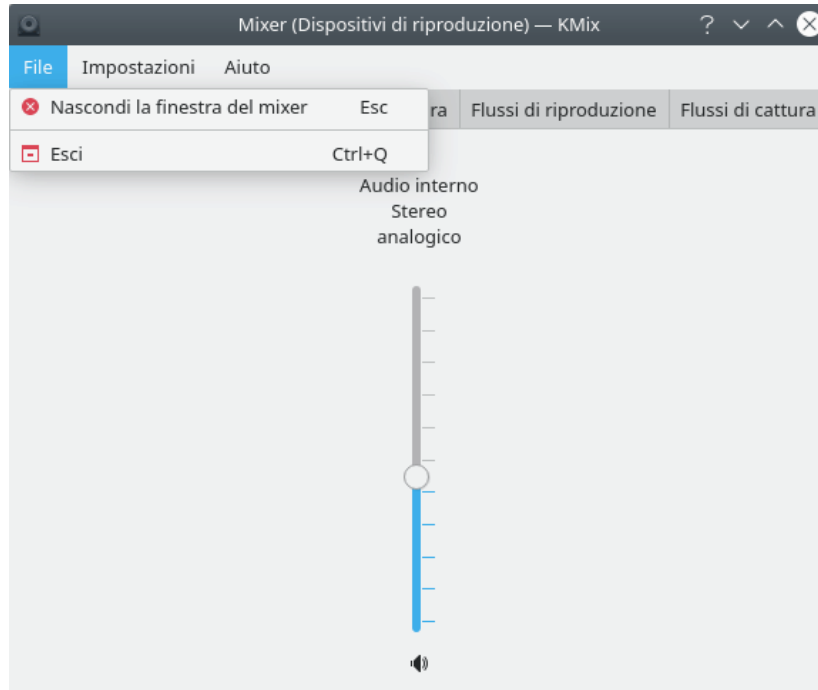 Mixer (Dispositivi di riproduzione) — KMix
File Impostazioni Aiuto
Nascondi la finestra del mixer Esc
Flussi di riproduzione Flussi di cattura
Esci Ctrl+Q
Audio interno
Stereo
analogico